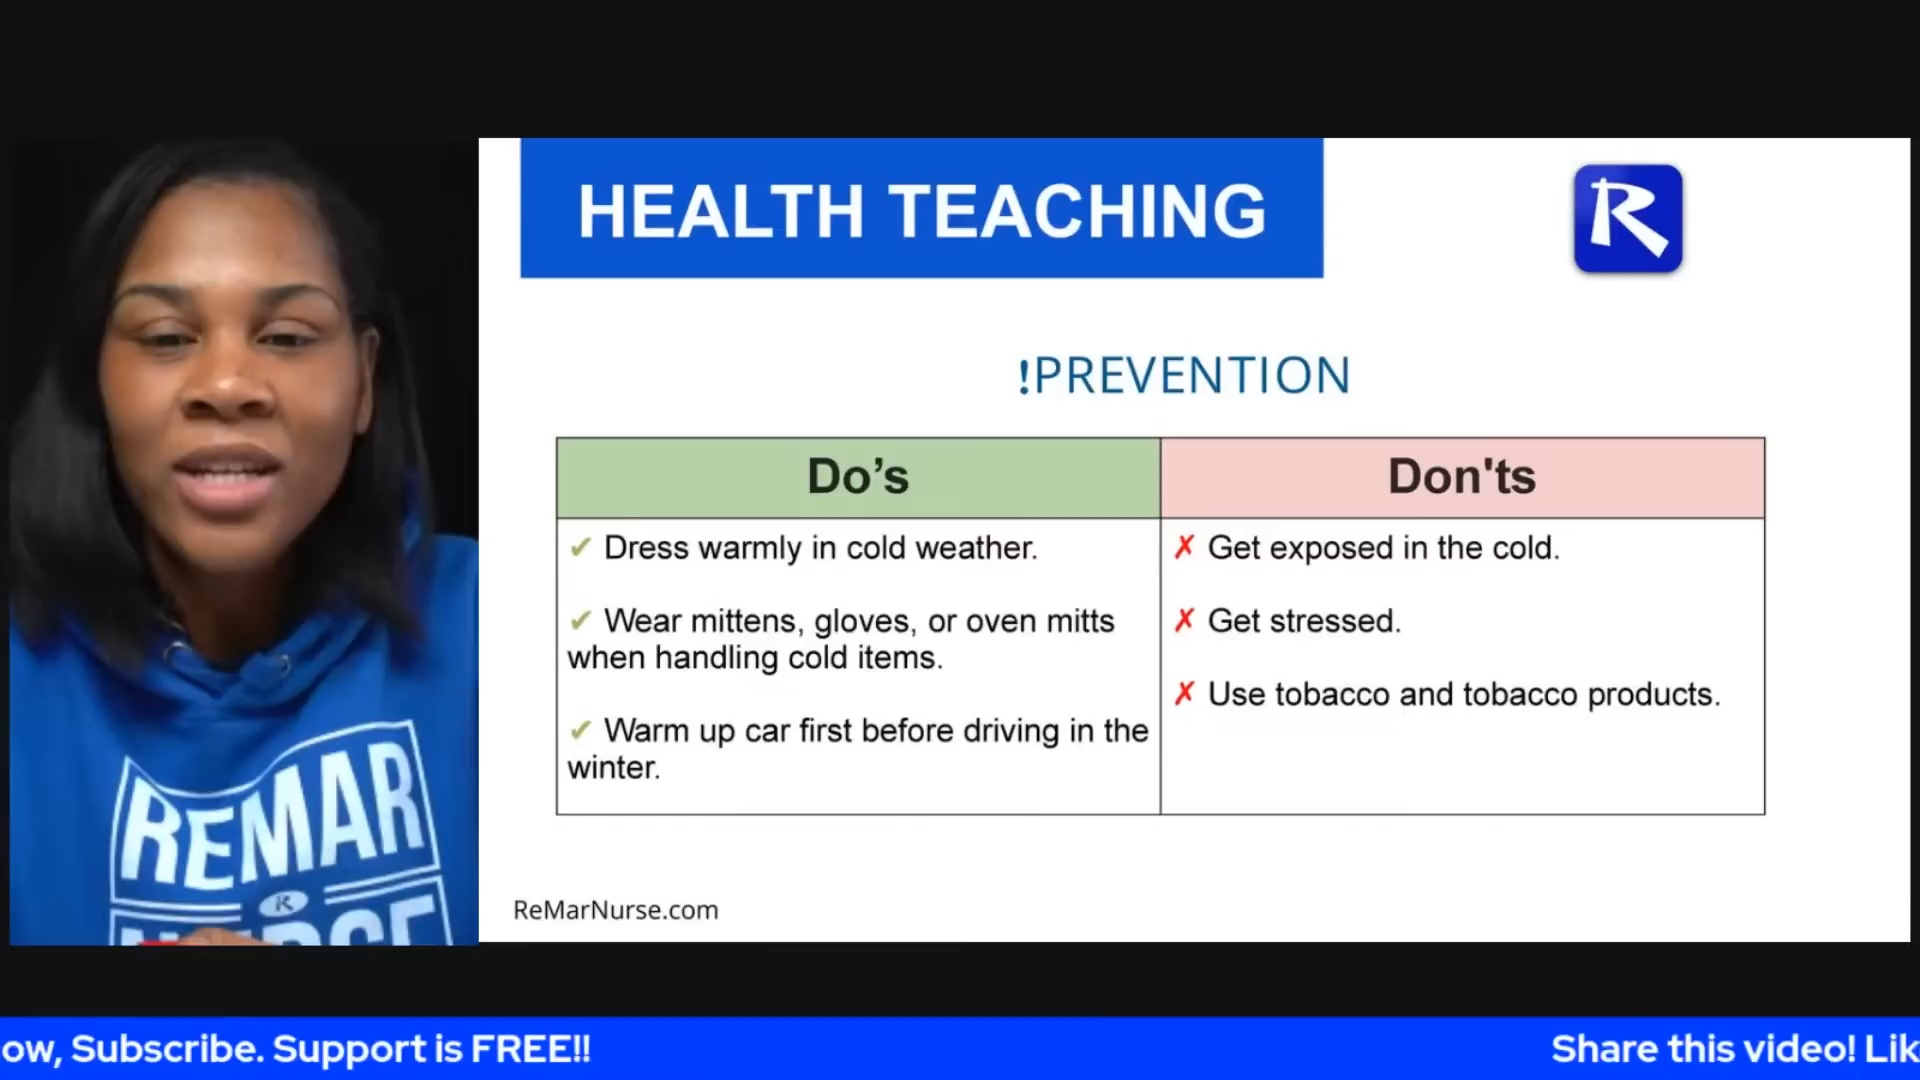 HEALTH TEACHING
R
!PREVENTION
Do’s
Don'ts
✔ Dress warmly in cold weather.
✔ Wear mittens, gloves, or oven mitts
when handling cold items.
✔ Warm up car first before driving in the
winter.
✗ Get exposed in the cold.
✗ Get stressed.
✗ Use tobacco and tobacco products.
ReMarNurse.com
REMAR
R
ow, Subscribe. Support is FREE!!
Share this video! Lik